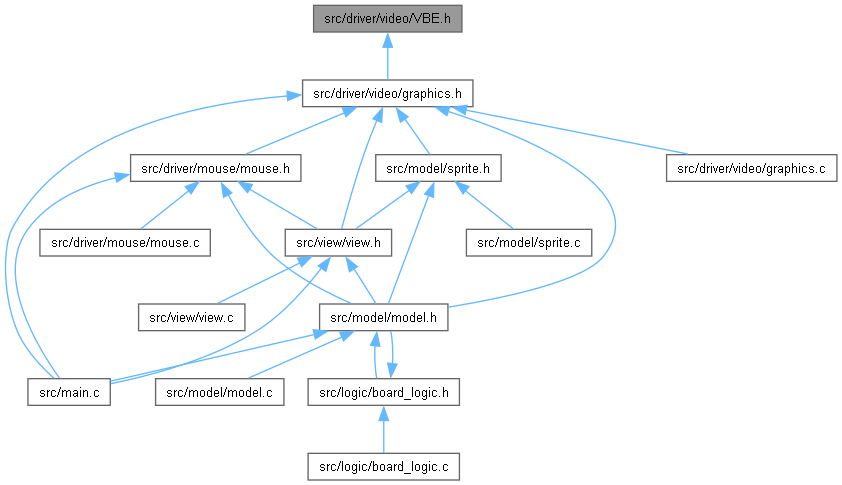 src/driver/video/VBE.h
src/driver/video/graphics.h
src/driver/mouse/mouse.h
src/model/sprite.h
src/driver/video/graphics.c
src/driver/mouse/mouse.c
src/view/view.h
src/model/sprite.c
src/view/view.c
src/model/model.h
src/main.c
src/model/model.c
src/logic/board_logic.h
src/logic/board_logic.c